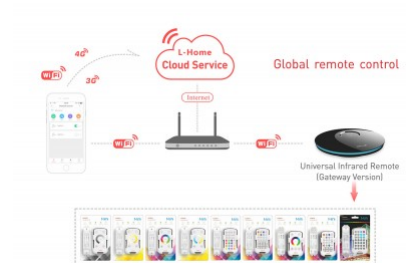 L-Home
Cloud Service
Global remote control
4G
WiFi
3G
Internet
WiFi
WiFi
Universal Infrared Remote
(Gateway Version)